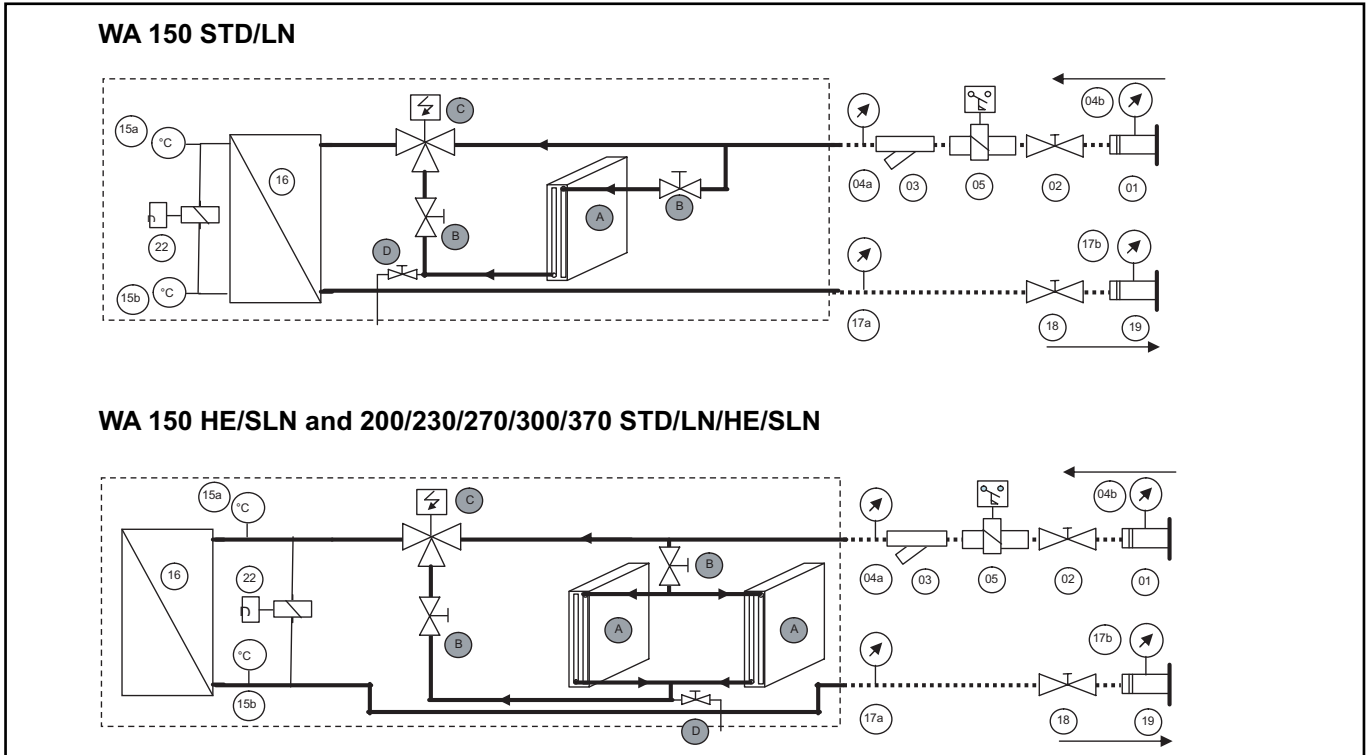 WA 150 STD/LN
C
04b
15a
°C
16
04a
03
05
02
01
B
A
22
B
D
17b
15b
°C
17a
18
19
WA 150 HE/SLN and 200/230/270/300/370 STD/LN/HE/SLN
15a
°C
C
04b
16
22
B
04a
03
05
02
01
A
A
B
17b
°C
15b
D
17a
18
19